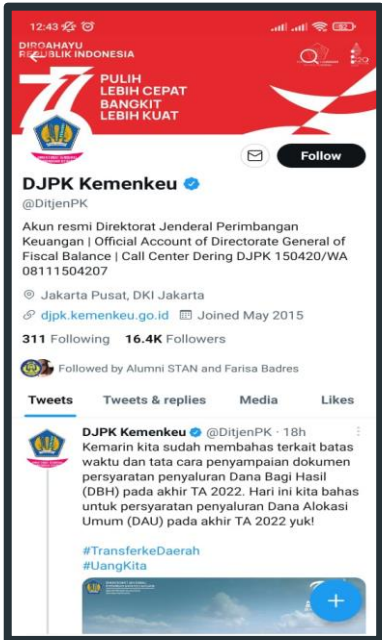 12:43
DIRGAHAYU
REPUBLIK INDONESIA
77
PULIH
LEBIH CEPAT
BANGKIT
LEBIH KUAT
Follow
DJPK Kemenkeu
@DitjenPK
Akun resmi Direktorat Jenderal Perimbangan
Keuangan | Official Account of Directorate General of
Fiscal Balance | Call Center Dering DJPK 150420/WA
08111504207
Jakarta Pusat, DKI Jakarta
djpk.kemenkeu.go.id Joined May 2015
311 Following 16.4K Followers
Followed by Alumni STAN and Farisa Badres
Tweets Tweets & replies Media Likes
DJPK Kemenkeu @DitjenPK · 18h
Kemarin kita sudah membahas terkait batas
waktu dan tata cara penyampaian dokumen
persyaratan penyaluran Dana Bagi Hasil
(DBH) pada akhir TA 2022. Hari ini kita bahas
untuk persyaratan penyaluran Dana Alokasi
Umum (DAU) pada akhir TA 2022 yuk!
#TransferkeDaerah
#UangKita